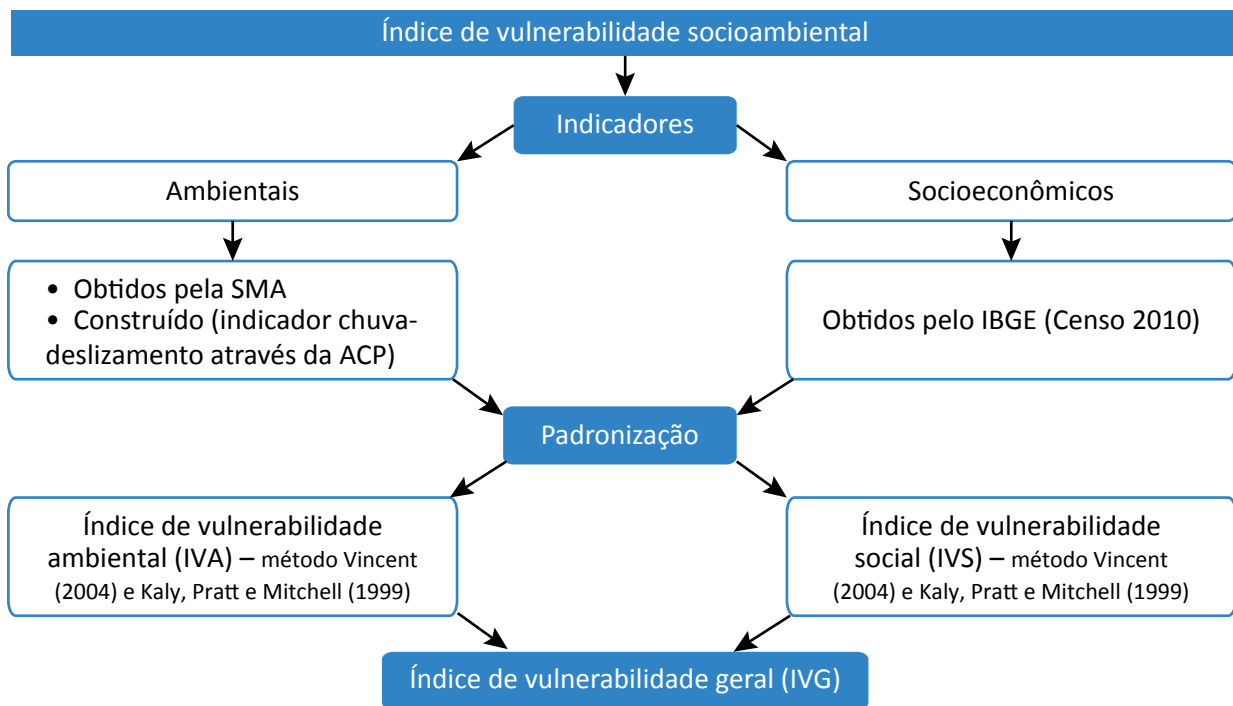 Índice de vulnerabilidade socioambiental
Indicadores
Ambientais
Socioeconômicos
• Obtidos pela SMA
• Construído (indicador chuva-
deslizamento através da ACP)
Obtidos pelo IBGE (Censo 2010)
Padronização
Índice de vulnerabilidade
ambiental (IVA) – método Vincent
(2004) e Kaly, Pratt e Mitchell (1999)
Índice de vulnerabilidade
social (IVS) – método Vincent
(2004) e Kaly, Pratt e Mitchell (1999)
Índice de vulnerabilidade geral (IVG)